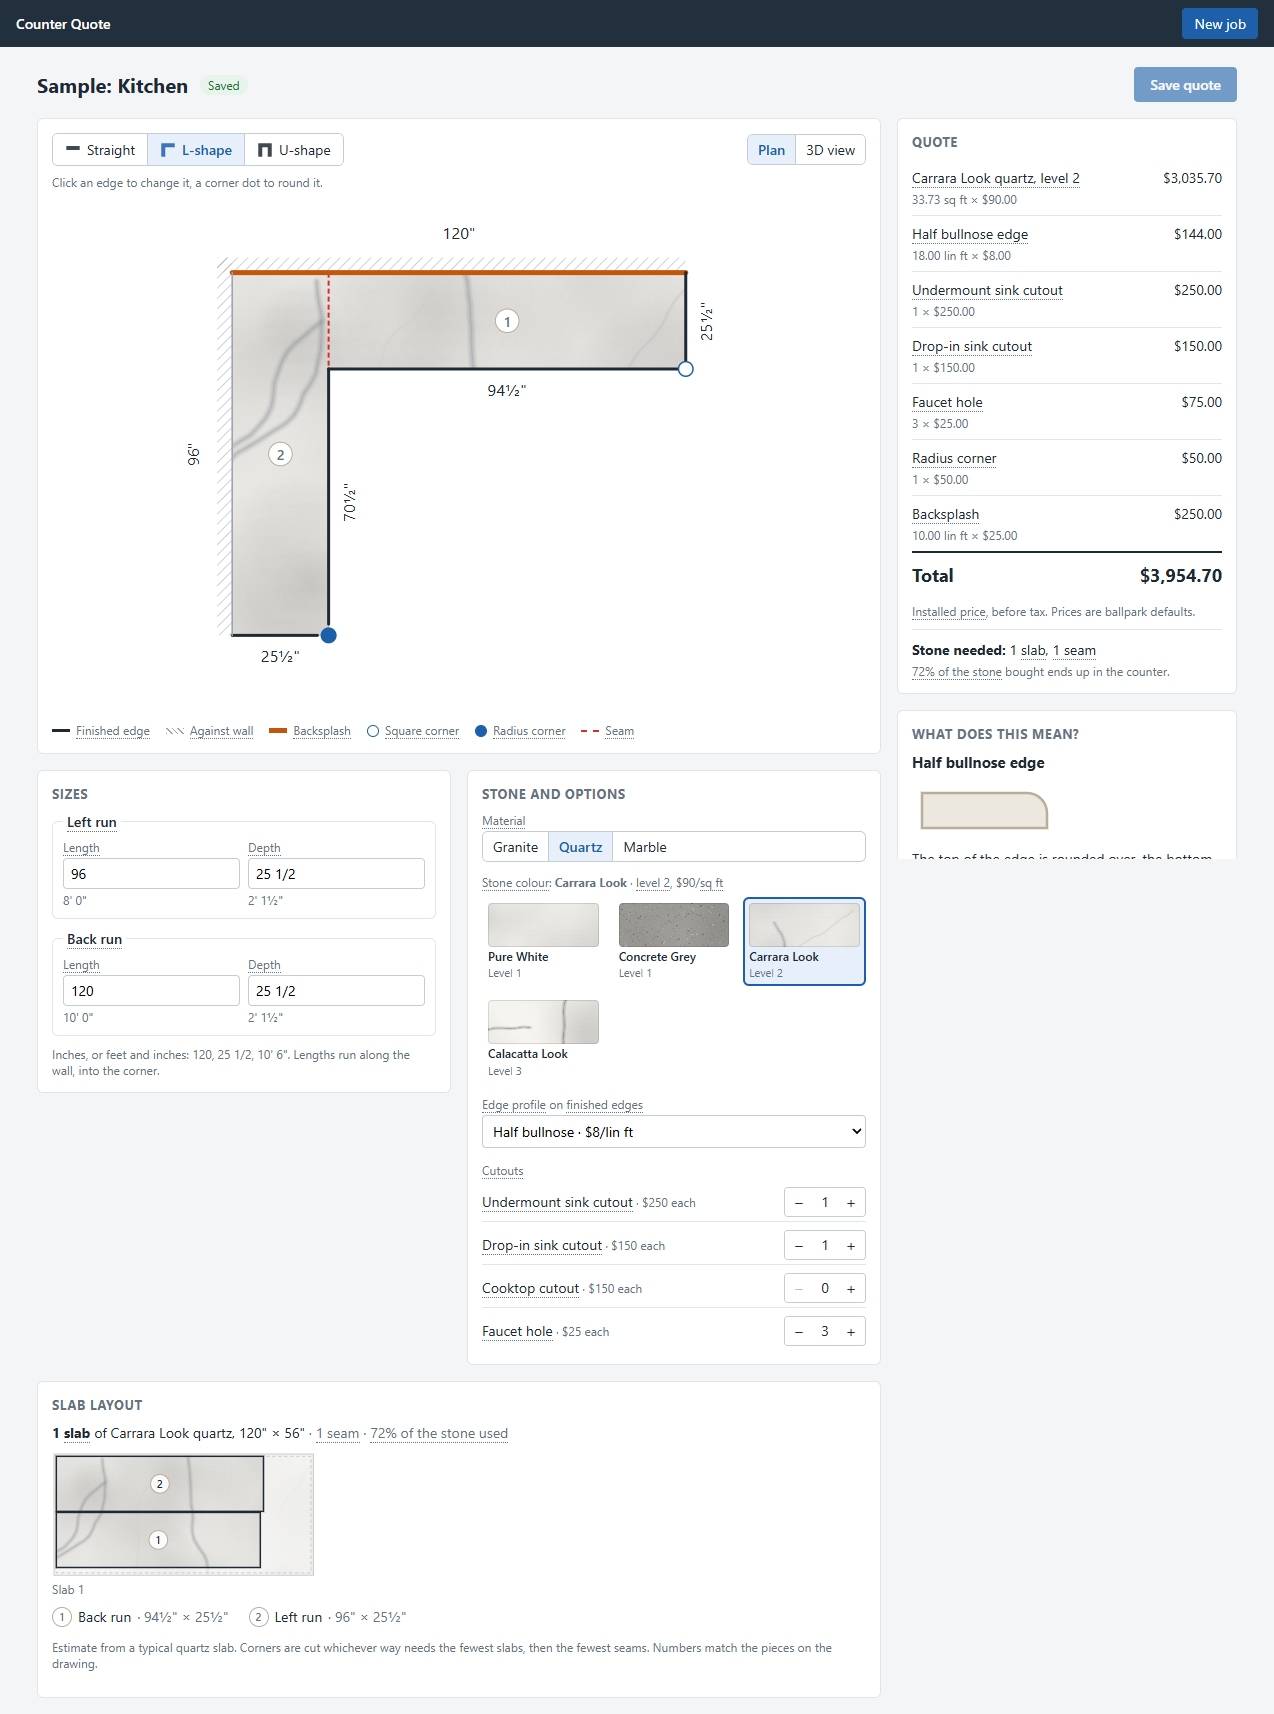 Counter Quote
New job
Sample: Kitchen
Saved
Save quote
Straight
L-shape
U-shape
Plan
3D view
Click an edge to change it, a corner dot to round it.
120"
1
25½"
94½"
96"
2
70½"
25½"
Finished edge
Against wall
Backsplash
Square corner
Radius corner
Seam
QUOTE
Carrara Look quartz, level 2 $3,035.70
33.73 sq ft × $90.00
Half bullnose edge $144.00
18.00 lin ft × $8.00
Undermount sink cutout $250.00
1 × $250.00
Drop-in sink cutout $150.00
1 × $150.00
Faucet hole $75.00
3 × $25.00
Radius corner $50.00
1 × $50.00
Backsplash $250.00
10.00 lin ft × $25.00
Total $3,954.70
Installed price, before tax. Prices are ballpark defaults.
Stone needed: 1 slab, 1 seam
72% of the stone bought ends up in the counter.
WHAT DOES THIS MEAN?
Half bullnose edge
The top of the edge is rounded over, the bottom
SIZES
Left run
Length Depth
96 25 1/2
8' 0" 2' 1½"
Back run
Length Depth
120 25 1/2
10' 0" 2' 1½"
Inches, or feet and inches: 120, 25 1/2, 10' 6". Lengths run along the
wall, into the corner.
STONE AND OPTIONS
Material
Granite Quartz Marble
Stone colour: Carrara Look · level 2, $90/sq ft
Pure White
Level 1
Concrete Grey
Level 1
Carrara Look
Level 2
Calacatta Look
Level 3
Edge profile on finished edges
Half bullnose · $8/lin ft
Cutouts
Undermount sink cutout · $250 each − 1 +
Drop-in sink cutout · $150 each − 1 +
Cooktop cutout · $150 each − 0 +
Faucet hole · $25 each − 3 +
SLAB LAYOUT
1 slab of Carrara Look quartz, 120" × 56" · 1 seam · 72% of the stone used
2
1
Slab 1
1 Back run · 94½" × 25½" 2 Left run · 96" × 25½"
Estimate from a typical quartz slab. Corners are cut whichever way needs the fewest slabs, then the fewest seams. Numbers match the pieces on the
drawing.